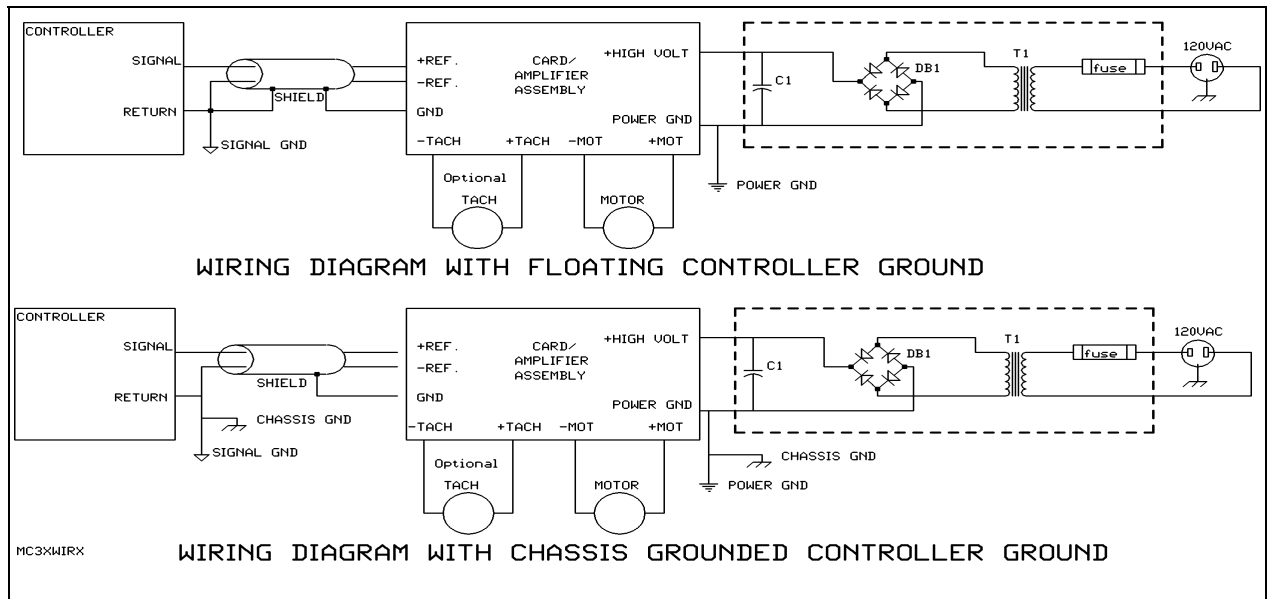 CONTROLLER
SIGNAL
RETURN
SHIELD
SIGNAL GND
+REF.
-REF.
GND
CARD/
AMPLIFIER
ASSEMBLY
+HIGH VOLT
POWER GND
-TACH
+TACH
-MOT
+MOT
Optional
TACH
MOTOR
C1
DB1
T1
fuse
120VAC
POWER GND
WIRING DIAGRAM WITH FLOATING CONTROLLER GROUND
CONTROLLER
SIGNAL
RETURN
SHIELD
CHASSIS GND
SIGNAL GND
+REF.
-REF.
GND
CARD/
AMPLIFIER
ASSEMBLY
+HIGH VOLT
POWER GND
-TACH
+TACH
-MOT
+MOT
Optional
TACH
MOTOR
C1
DB1
T1
fuse
120VAC
CHASSIS GND
POWER GND
MC3XWIRX
WIRING DIAGRAM WITH CHASSIS GROUNDED CONTROLLER GROUND